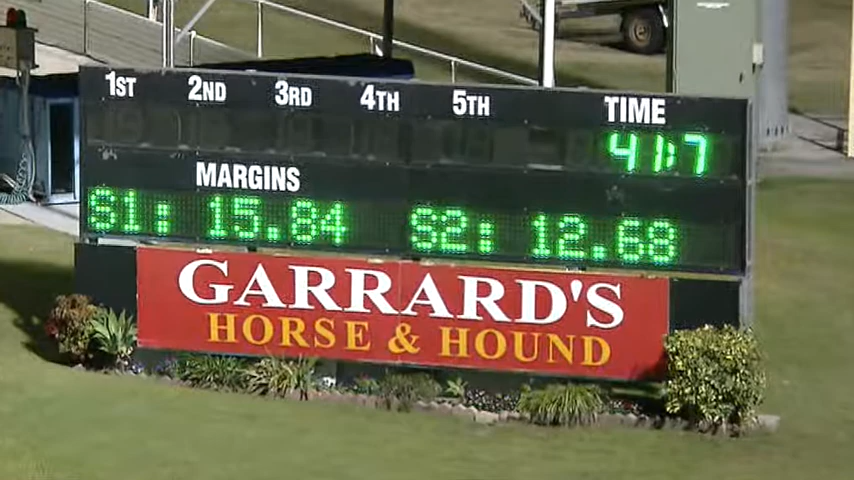 1ST 2ND 3RD 4TH 5TH TIME
41:7
MARGINS
S1: 15.84 S2: 12.68
GARRARD'S
HORSE & HOUND